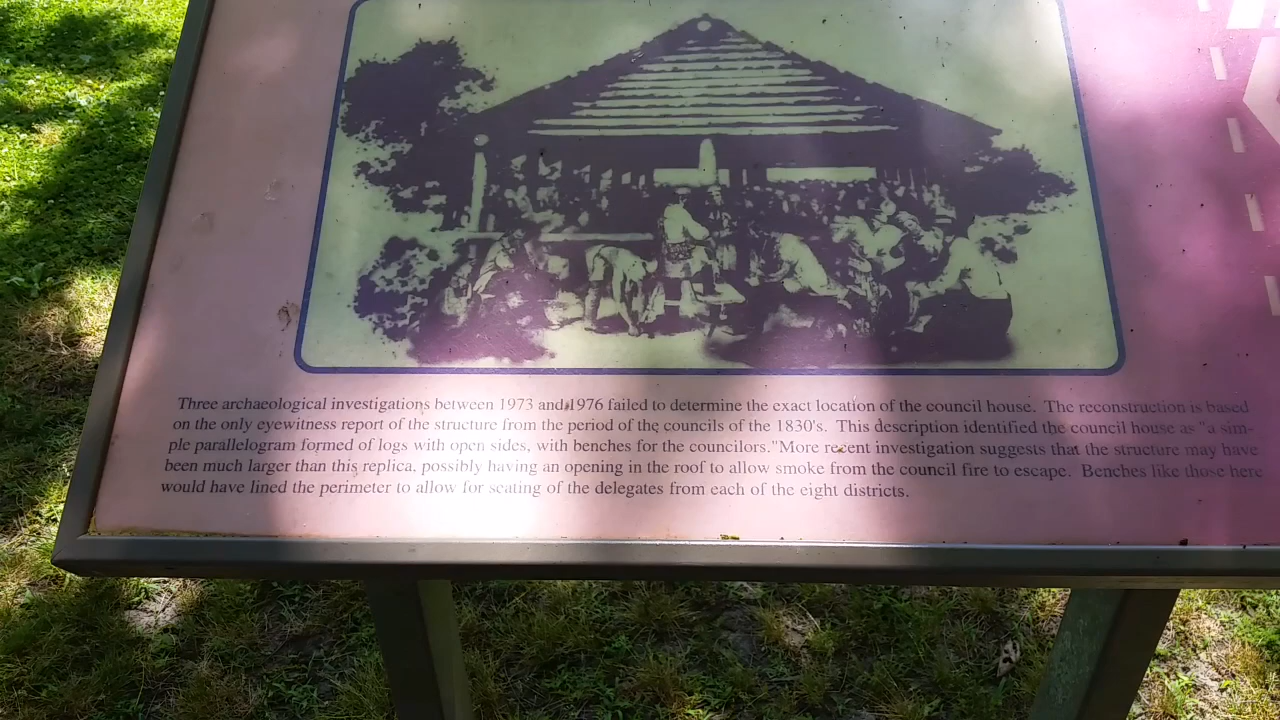 Three archaeological investigations between 1973 and 1976 failed to determine the exact location of the council house. The reconstruction is based
on the only eyewitness report of the structure from the period of the councils of the 1830's. This description identified the council house as "a sim-
ple parallelogram formed of logs with open sides, with benches for the councilors."More recent investigation suggests that the structure may have
been much larger than this replica, possibly having an opening in the roof to allow smoke from the council fire to escape. Benches like those here
would have lined the perimeter to allow for seating of the delegates from each of the eight districts.